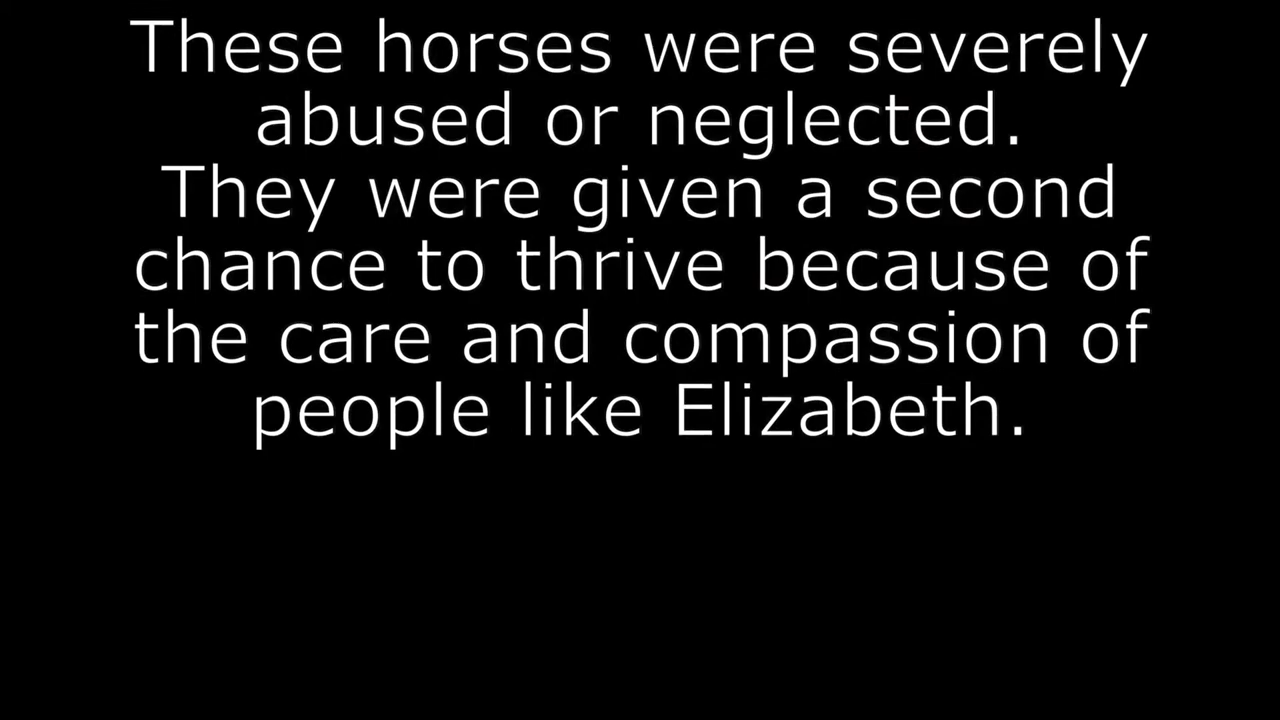 These horses were severely
abused or neglected.
They were given a second
chance to thrive because of
the care and compassion of
people like Elizabeth.